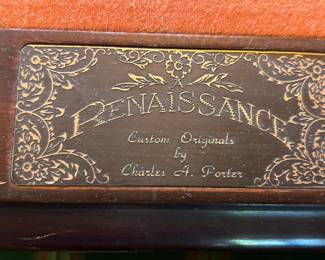 A
RENAISSANCE
Custom Originals
by
Charles A. Porter